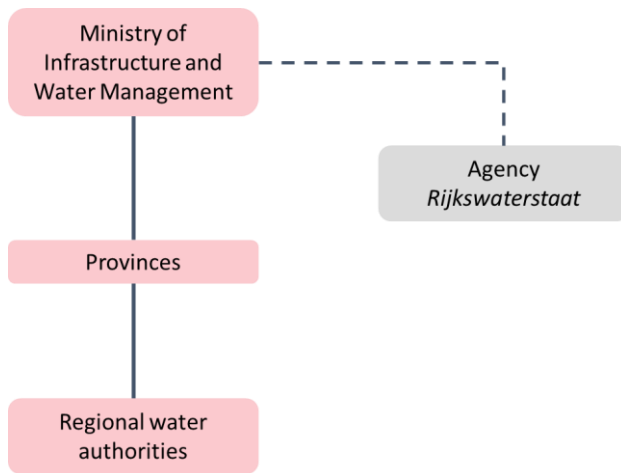 Ministry of
Infrastructure and
Water Management
Agency
Rijkswaterstaat
Provinces
Regional water
authorities